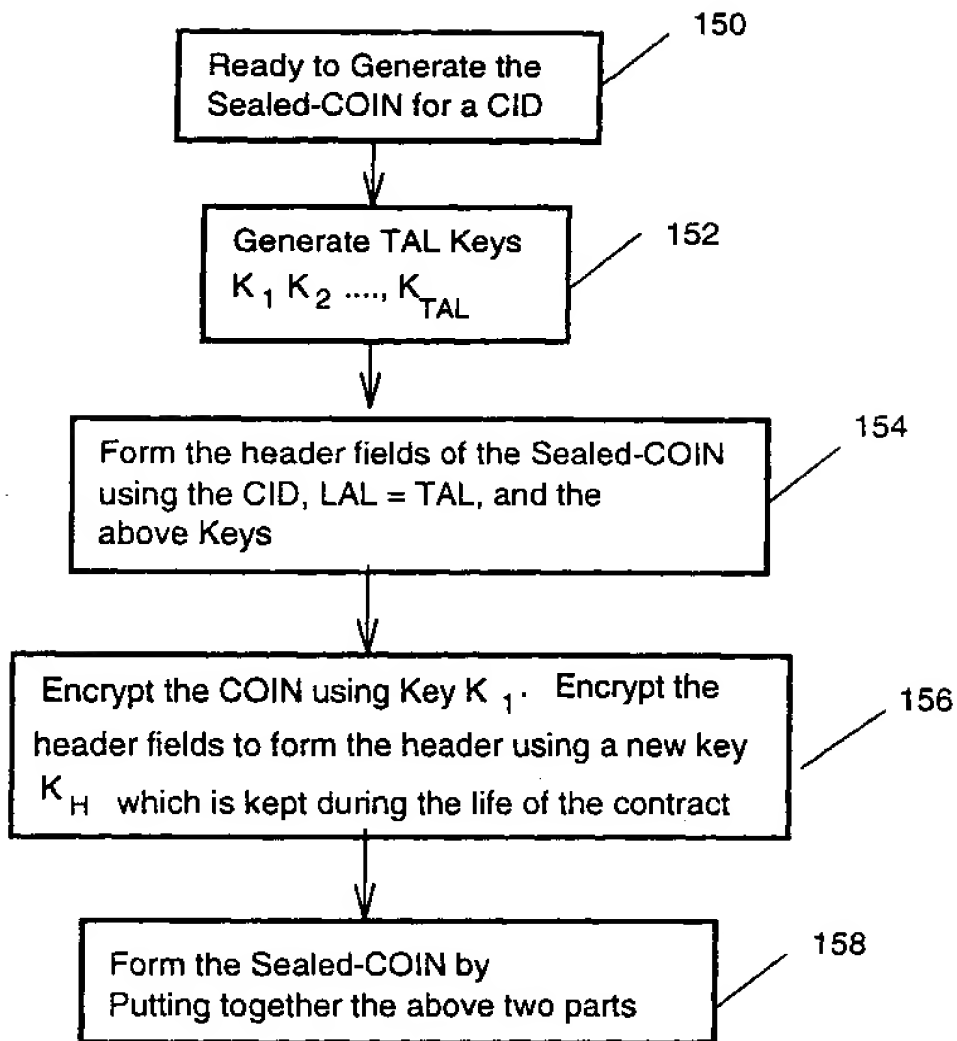 150
Ready to Generate the
Sealed-COIN for a CID
152
Generate TAL Keys
K 1 K 2 ...., K TAL
154
Form the header fields of the Sealed-COIN
using the CID, LAL = TAL, and the
above Keys
156
Encrypt the COIN using Key K 1. Encrypt the
header fields to form the header using a new key
K H which is kept during the life of the contract
158
Form the Sealed-COIN by
Putting together the above two parts